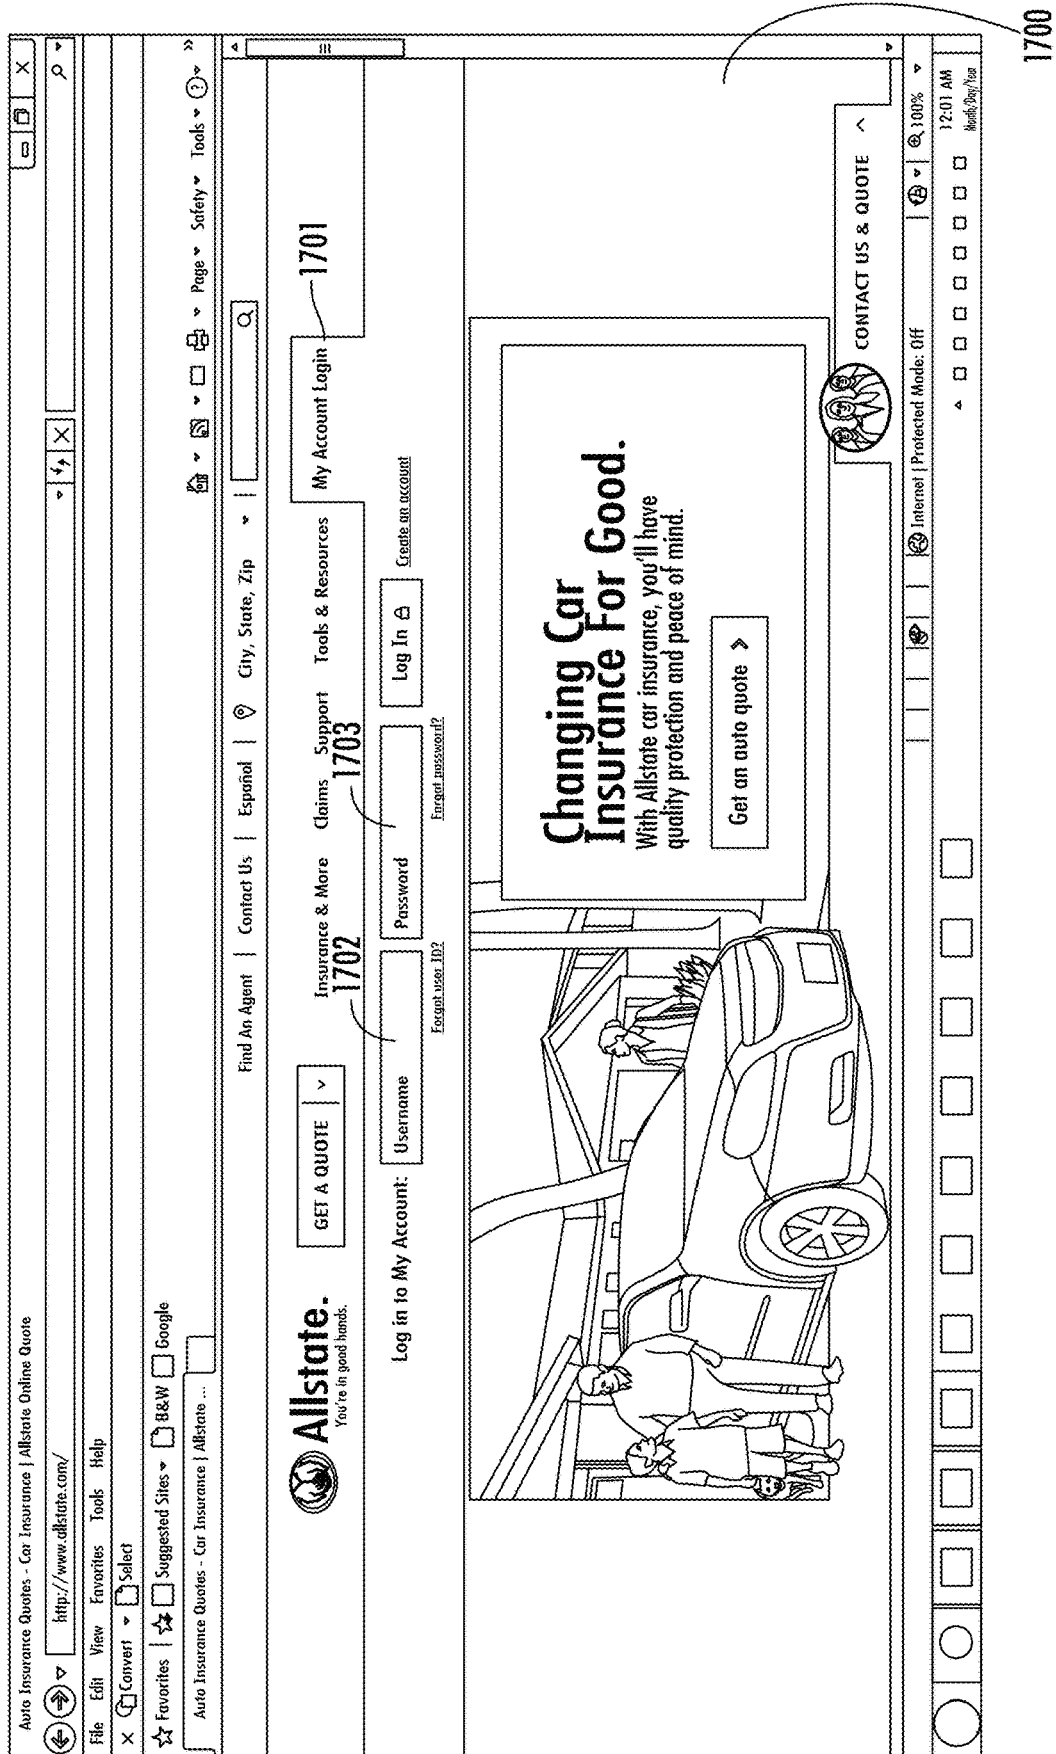 Auto Insurance Quotes - Car Insurance | Allstate Online Quote
http://www.allstate.com/
File Edit View Favorites Tools Help
Convert Select
Favorites Suggested Sites B&W Google
Auto Insurance Quotes - Car Insurance | Allstate ...
Page Safety Tools
Find An Agent | Contact Us | Español | City, State, Zip
Allstate.
You're in good hands.
GET A QUOTE
Insurance & More Claims Support Tools & Resources My Account Login
1701
1702
1703
Log in to My Account: Username Password Log In Create an account
Forgot user ID? Forgot password?
Changing Car
Insurance For Good.
With Allstate car insurance, you'll have
quality protection and peace of mind.
Get an auto quote
CONTACT US & QUOTE
Internet | Protected Mode: Off 100%
12:01 AM
Month/Day/Year
1700